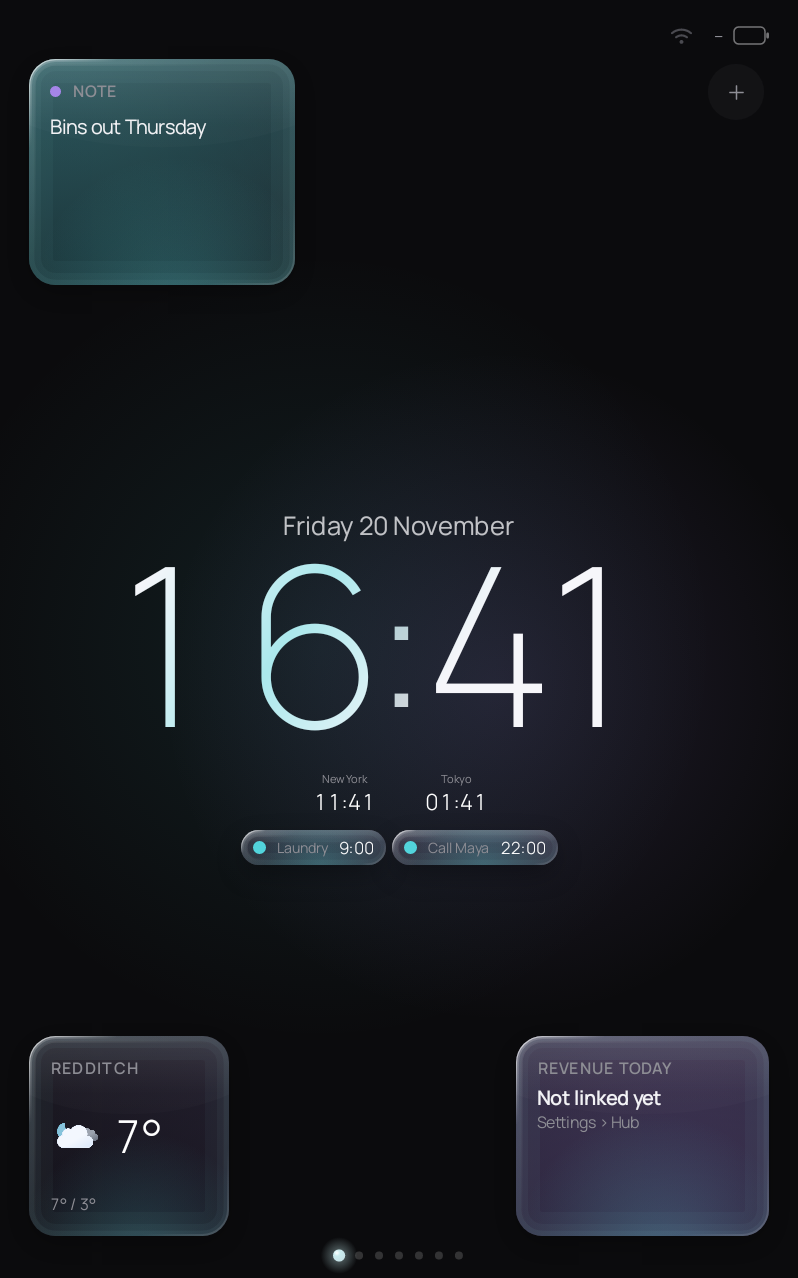 –
NOTE
Bins out Thursday
+
Friday 20 November
16:41
New York
11:41
Tokyo
01:41
Laundry 9:00
Call Maya 22:00
REDDITCH
7°
7° / 3°
REVENUE TODAY
Not linked yet
Settings › Hub